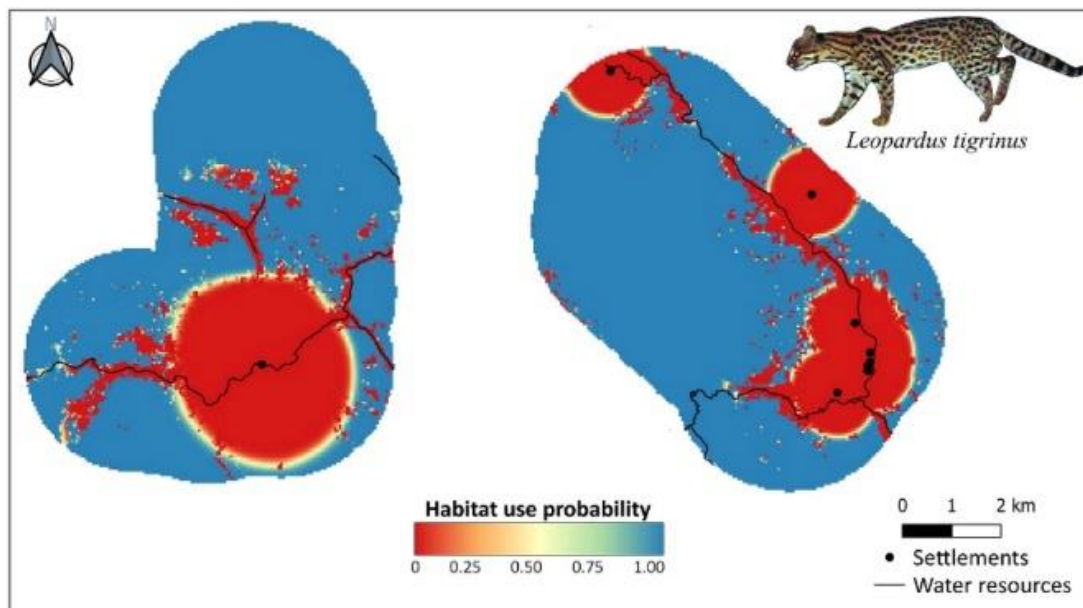 N
Leopardus tigrinus
Habitat use probability
0 0.25 0.50 0.75 1.00
0 1 2 km
Settlements
Water resources